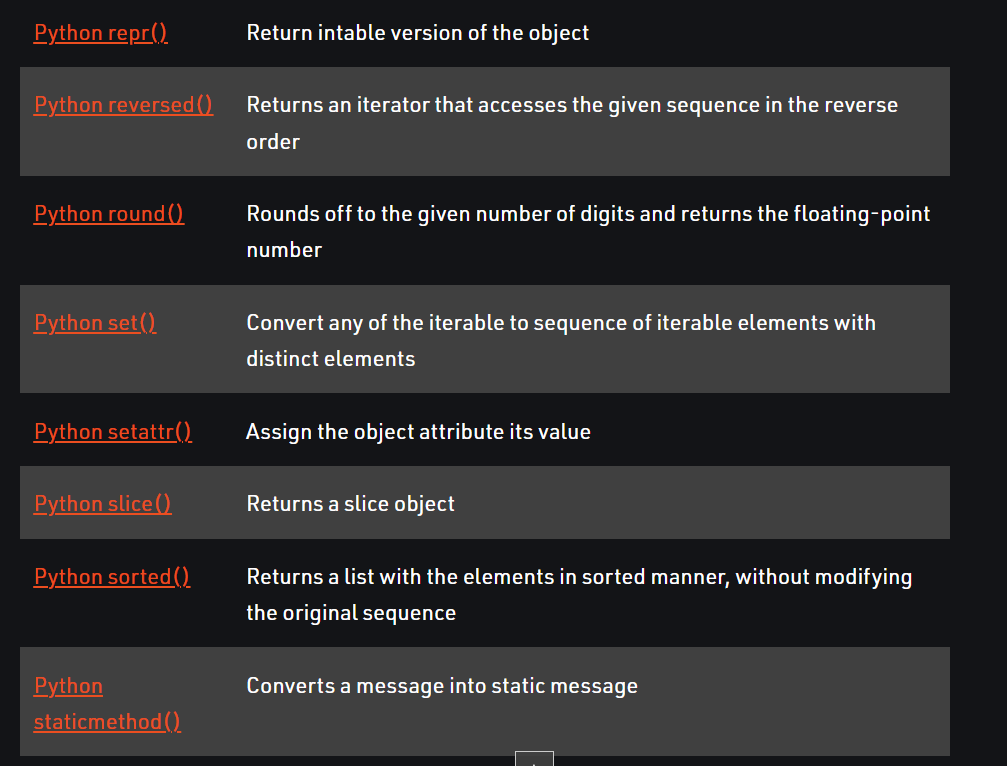 Python repr() Return intable version of the object
Python reversed() Returns an iterator that accesses the given sequence in the reverse
order
Python round() Rounds off to the given number of digits and returns the floating-point
number
Python set() Convert any of the iterable to sequence of iterable elements with
distinct elements
Python setattr() Assign the object attribute its value
Python slice() Returns a slice object
Python sorted() Returns a list with the elements in sorted manner, without modifying
the original sequence
Python Converts a message into static message
staticmethod()